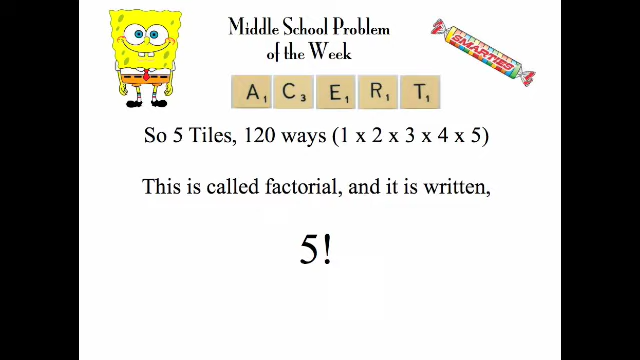 Middle School Problem
of the Week
SMARTIES
A1 C3 E1 R1 T1
So 5 Tiles, 120 ways (1 x 2 x 3 x 4 x 5)
This is called factorial, and it is written,
5!